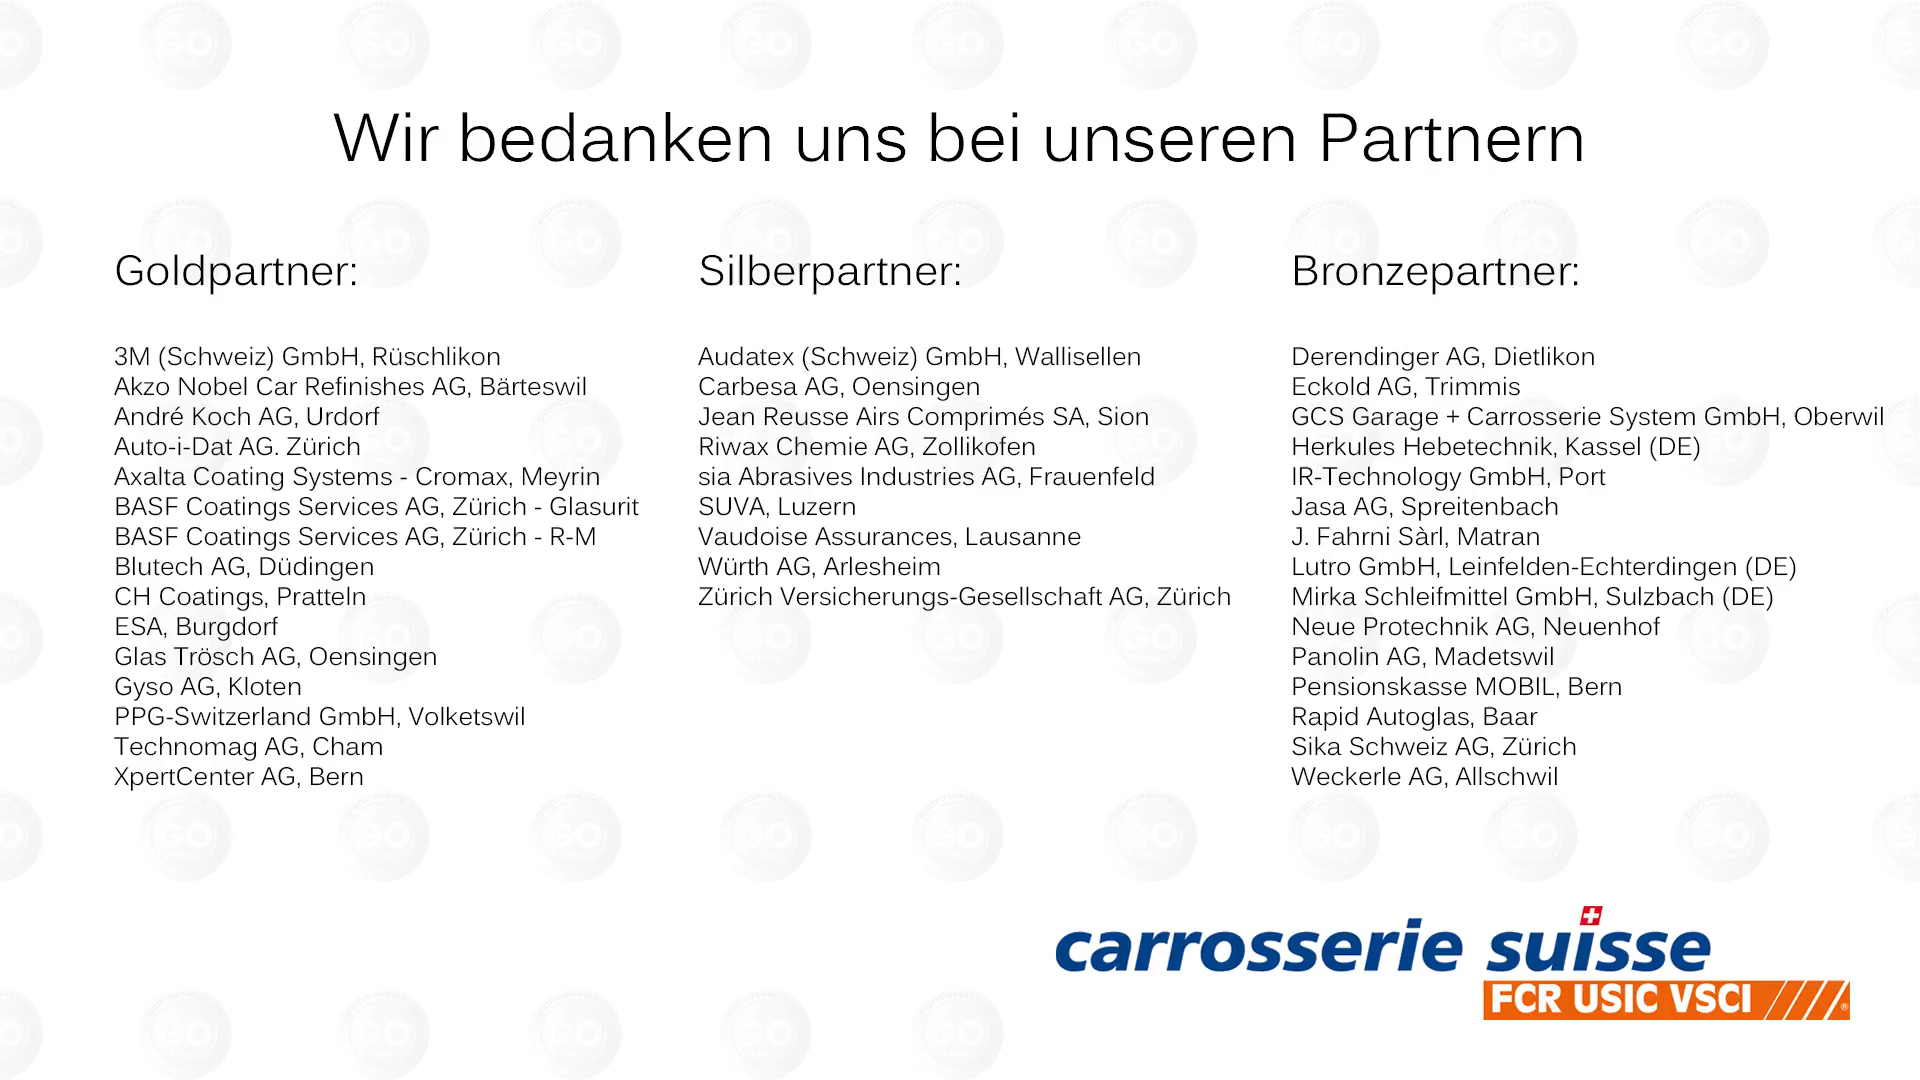 Wir bedanken uns bei unseren Partnern
Goldpartner:
3M (Schweiz) GmbH, Rüschlikon
Akzo Nobel Car Refinishes AG, Bärteswil
André Koch AG, Urdorf
Auto-i-Dat AG. Zürich
Axalta Coating Systems - Cromax, Meyrin
BASF Coatings Services AG, Zürich - Glasurit
BASF Coatings Services AG, Zürich - R-M
Blutech AG, Düdingen
CH Coatings, Pratteln
ESA, Burgdorf
Glas Trösch AG, Oensingen
Gyso AG, Kloten
PPG-Switzerland GmbH, Volketswil
Technomag AG, Cham
XpertCenter AG, Bern
Silberpartner:
Audatex (Schweiz) GmbH, Wallisellen
Carbesa AG, Oensingen
Jean Reusse Airs Comprimés SA, Sion
Riwax Chemie AG, Zollikofen
sia Abrasives Industries AG, Frauenfeld
SUVA, Luzern
Vaudoise Assurances, Lausanne
Würth AG, Arlesheim
Zürich Versicherungs-Gesellschaft AG, Zürich
Bronzepartner:
Derendinger AG, Dietlikon
Eckold AG, Trimmis
GCS Garage + Carrosserie System GmbH, Oberwil
Herkules Hebetechnik, Kassel (DE)
IR-Technology GmbH, Port
Jasa AG, Spreitenbach
J. Fahrni Sàrl, Matran
Lutro GmbH, Leinfelden-Echterdingen (DE)
Mirka Schleifmittel GmbH, Sulzbach (DE)
Neue Protechnik AG, Neuenhof
Panolin AG, Madetswil
Pensionskasse MOBIL, Bern
Rapid Autoglas, Baar
Sika Schweiz AG, Zürich
Weckerle AG, Allschwil
carrosserie suisse
FCR USIC VSCI ®